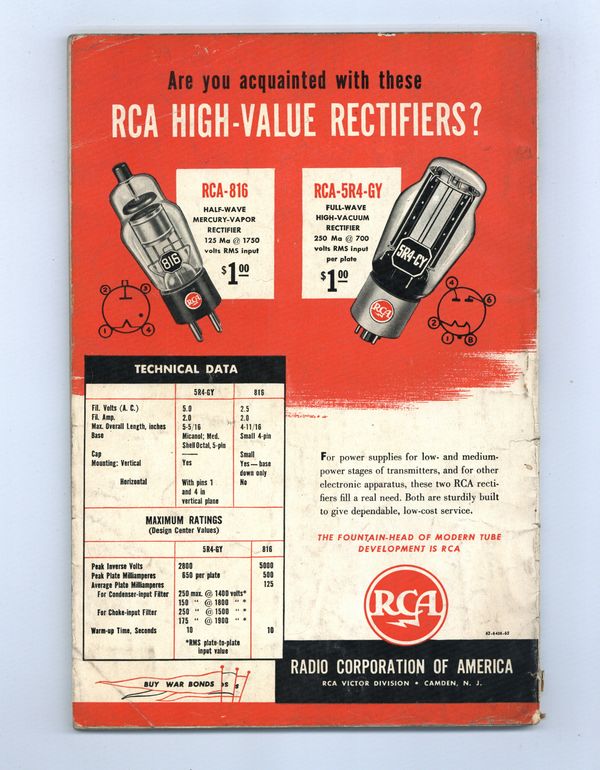 Are you acquainted with these
RCA HIGH-VALUE RECTIFIERS?
RCA-816
HALF-WAVE
MERCURY-VAPOR
RECTIFIER
125 Ma @ 1750
volts RMS input
$1.00
816
RCA
2 3
1 4
RCA-5R4-GY
FULL-WAVE
HIGH-VACUUM
RECTIFIER
250 Ma @ 700
volts RMS input
per plate
$1.00
5R4-GY
RCA
4 6
2
1 8
TECHNICAL DATA
5R4-GY 816
Fil. Volts (A. C.) 5.0 2.5
Fil. Amp. 2.0 2.0
Max. Overall Length, inches 5-5/16 4-11/16
Base Micanol; Med. Small 4-pin
Shell Octal, 5-pin
Cap —— Small
Mounting: Vertical Yes Yes—base
down only
Horizontal With pins 1 No
and 4 in
vertical plane
MAXIMUM RATINGS
(Design Center Values)
5R4-GY 816
Peak Inverse Volts 2800 5000
Peak Plate Milliamperes 650 per plate 500
Average Plate Milliamperes 125
For Condenser-input Filter 250 max. @ 1400 volts*
150 " @ 1800 " *
For Choke-input Filter 250 " @ 1500 " *
175 " @ 1900 " *
Warm-up Time, Seconds 10 10
*RMS plate-to-plate
input value
For power supplies for low- and medium-
power stages of transmitters, and for other
electronic apparatus, these two RCA recti-
fiers fill a real need. Both are sturdily built
to give dependable, low-cost service.
THE FOUNTAIN-HEAD OF MODERN TUBE
DEVELOPMENT IS RCA
RCA
BUY WAR BONDS
RADIO CORPORATION OF AMERICA
RCA VICTOR DIVISION • CAMDEN, N. J.